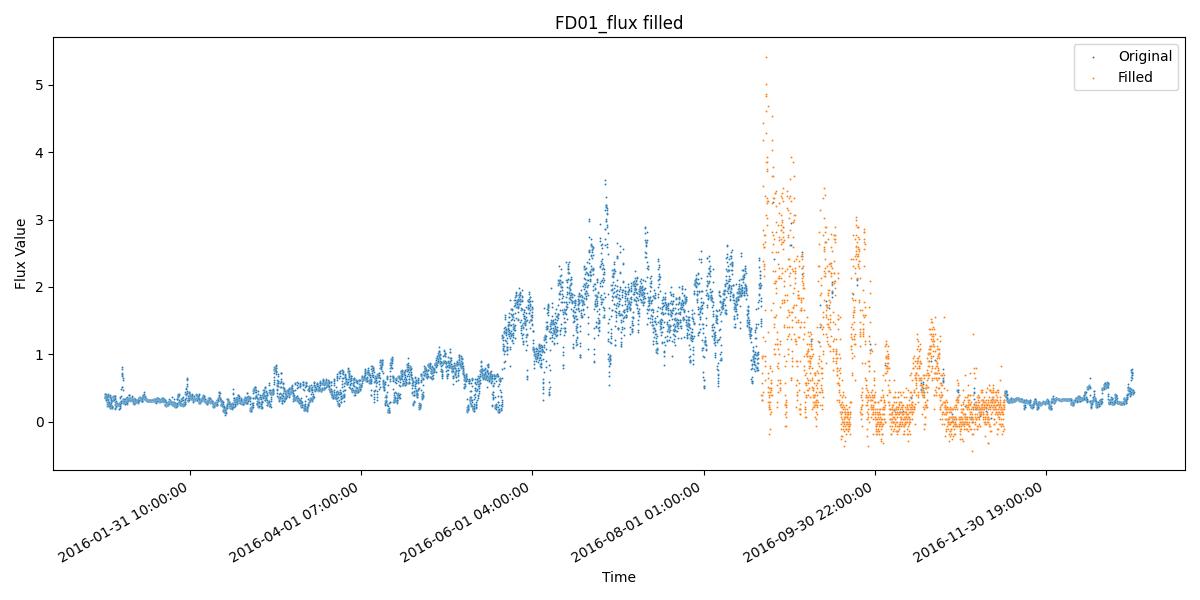 FD01_flux filled
Original
Filled
Flux Value
5
4
3
2
1
0
2016-01-31 10:00:00
2016-04-01 07:00:00
2016-06-01 04:00:00
2016-08-01 01:00:00
2016-09-30 22:00:00
2016-11-30 19:00:00
Time